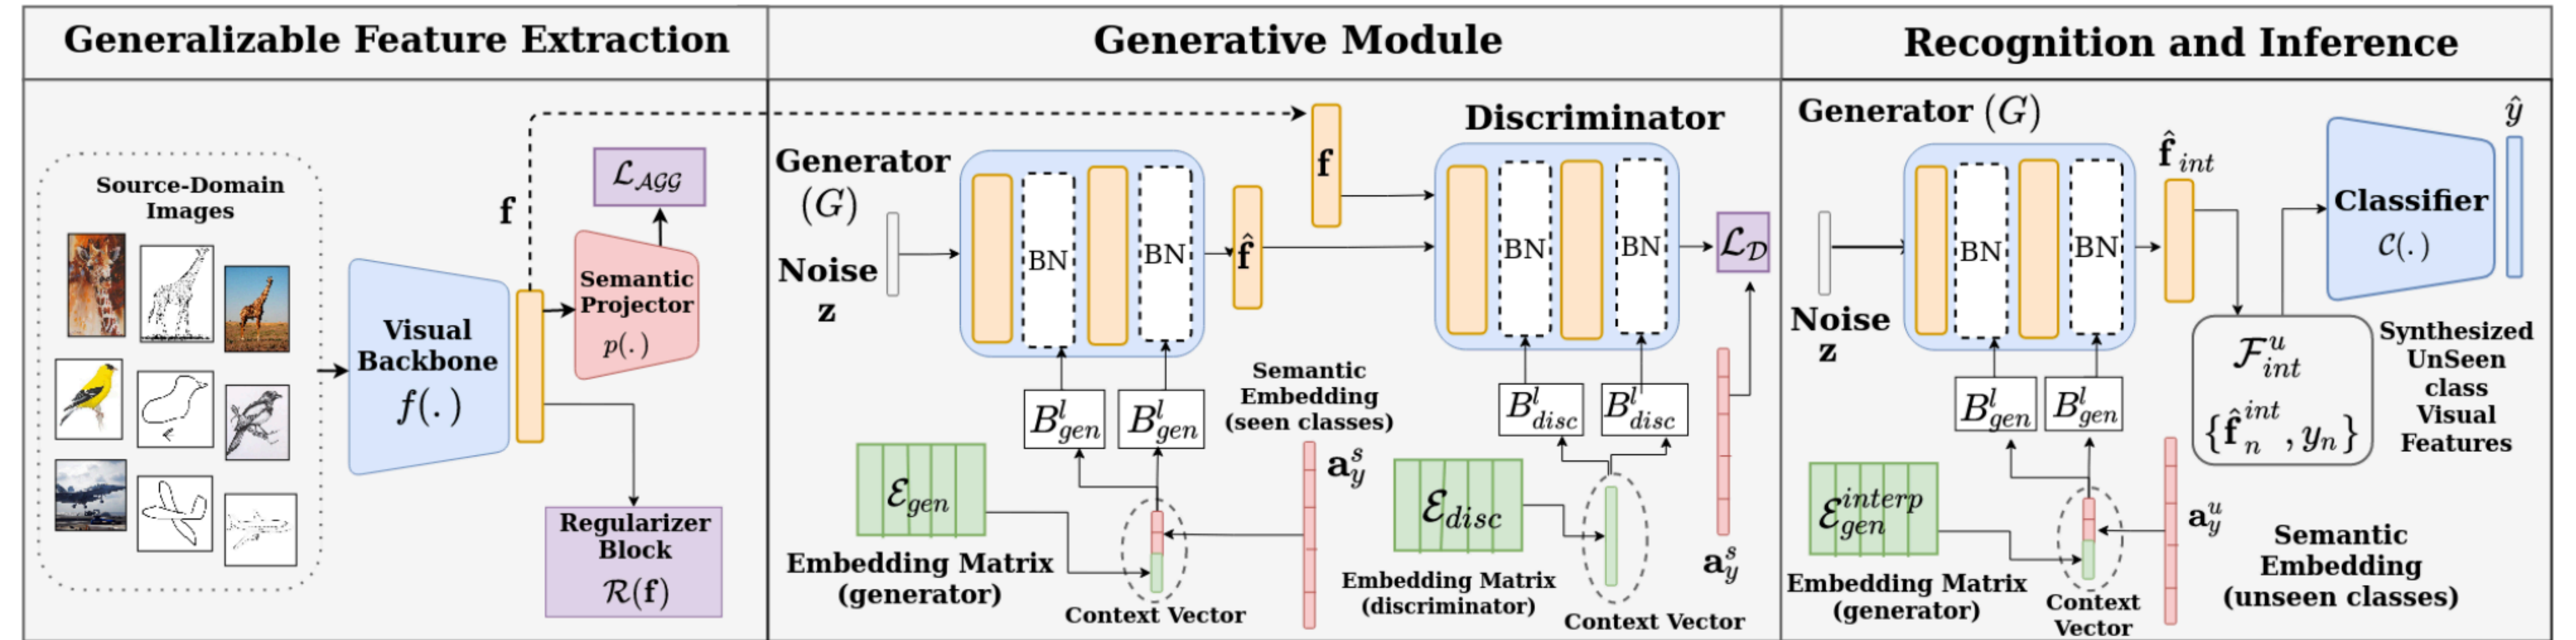 Generalizable Feature Extraction
Source-Domain
Images
Visual
Backbone
f(.)
f
Semantic
Projector
p(.)
ℒ_AGG
Regularizer
Block
ℛ(f)
Generative Module
Generator
(G)
Noise
z
BN
BN
f̂
f
B^l_gen
B^l_gen
ℰ_gen
Embedding Matrix
(generator)
Context Vector
Semantic
Embedding
(seen classes)
a^s_y
Discriminator
BN
BN
ℒ_D
B^l_disc
B^l_disc
ℰ_disc
Embedding Matrix
(discriminator)
Context Vector
a^s_y
Recognition and Inference
Generator (G)
Noise
z
BN
BN
f̂_int
B^l_gen
B^l_gen
ℰ^interp_gen
Embedding Matrix
(generator)
Context
Vector
a^u_y
Semantic
Embedding
(unseen classes)
ℱ^u_int
{f̂^int_n, y_n}
Synthesized
UnSeen
class
Visual
Features
Classifier
𝒞(.)
ŷ